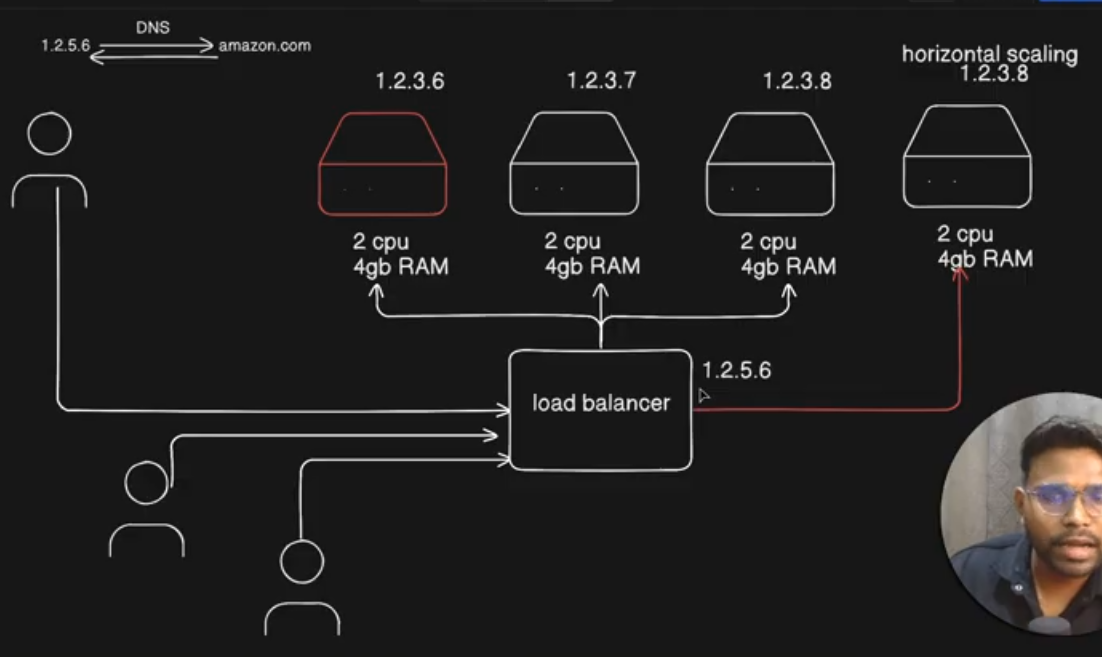 DNS
1.2.5.6
amazon.com
horizontal scaling
1.2.3.6
1.2.3.7
1.2.3.8
1.2.3.8
2 cpu
4gb RAM
2 cpu
4gb RAM
2 cpu
4gb RAM
2 cpu
4gb RAM
load balancer
1.2.5.6